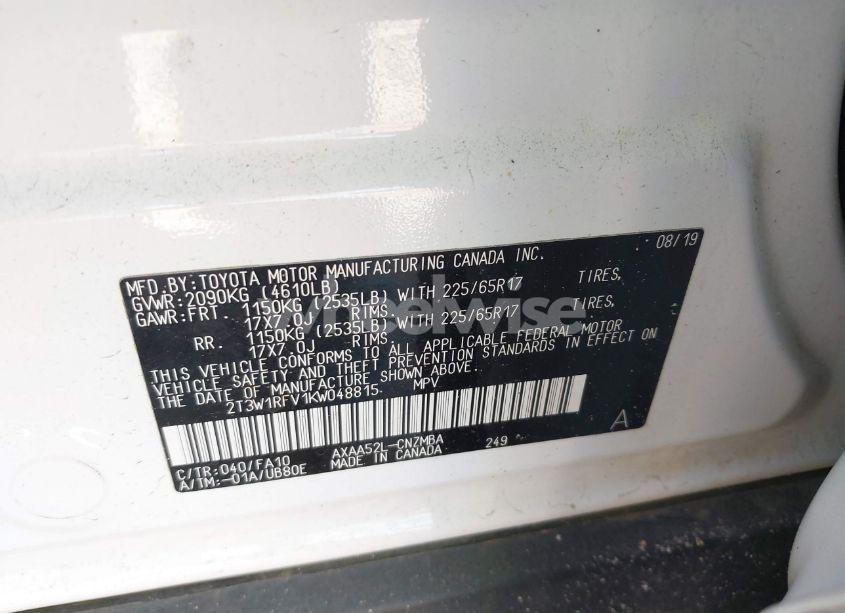 08/19
MFD.BY:TOYOTA MOTOR MANUFACTURING CANADA INC.
GVWR:2090KG (4610LB)
GAWR:FRT. 1150KG (2535LB) WITH 225/65R17 TIRES,
17X7.0J RIMS,
RR. 1150KG (2535LB) WITH 225/65R17 TIRES,
17X7.0J RIMS.
THIS VEHICLE CONFORMS TO ALL APPLICABLE FEDERAL MOTOR
VEHICLE SAFETY AND THEFT PREVENTION STANDARDS IN EFFECT ON
THE DATE OF MANUFACTURE SHOWN ABOVE.
2T3W1RFV1KW048815 MPV
C/TR:040/FA10 AXAA52L-CNZMBA 249
A/TM:-01A/UB80E MADE IN CANADA
A
wheelwise